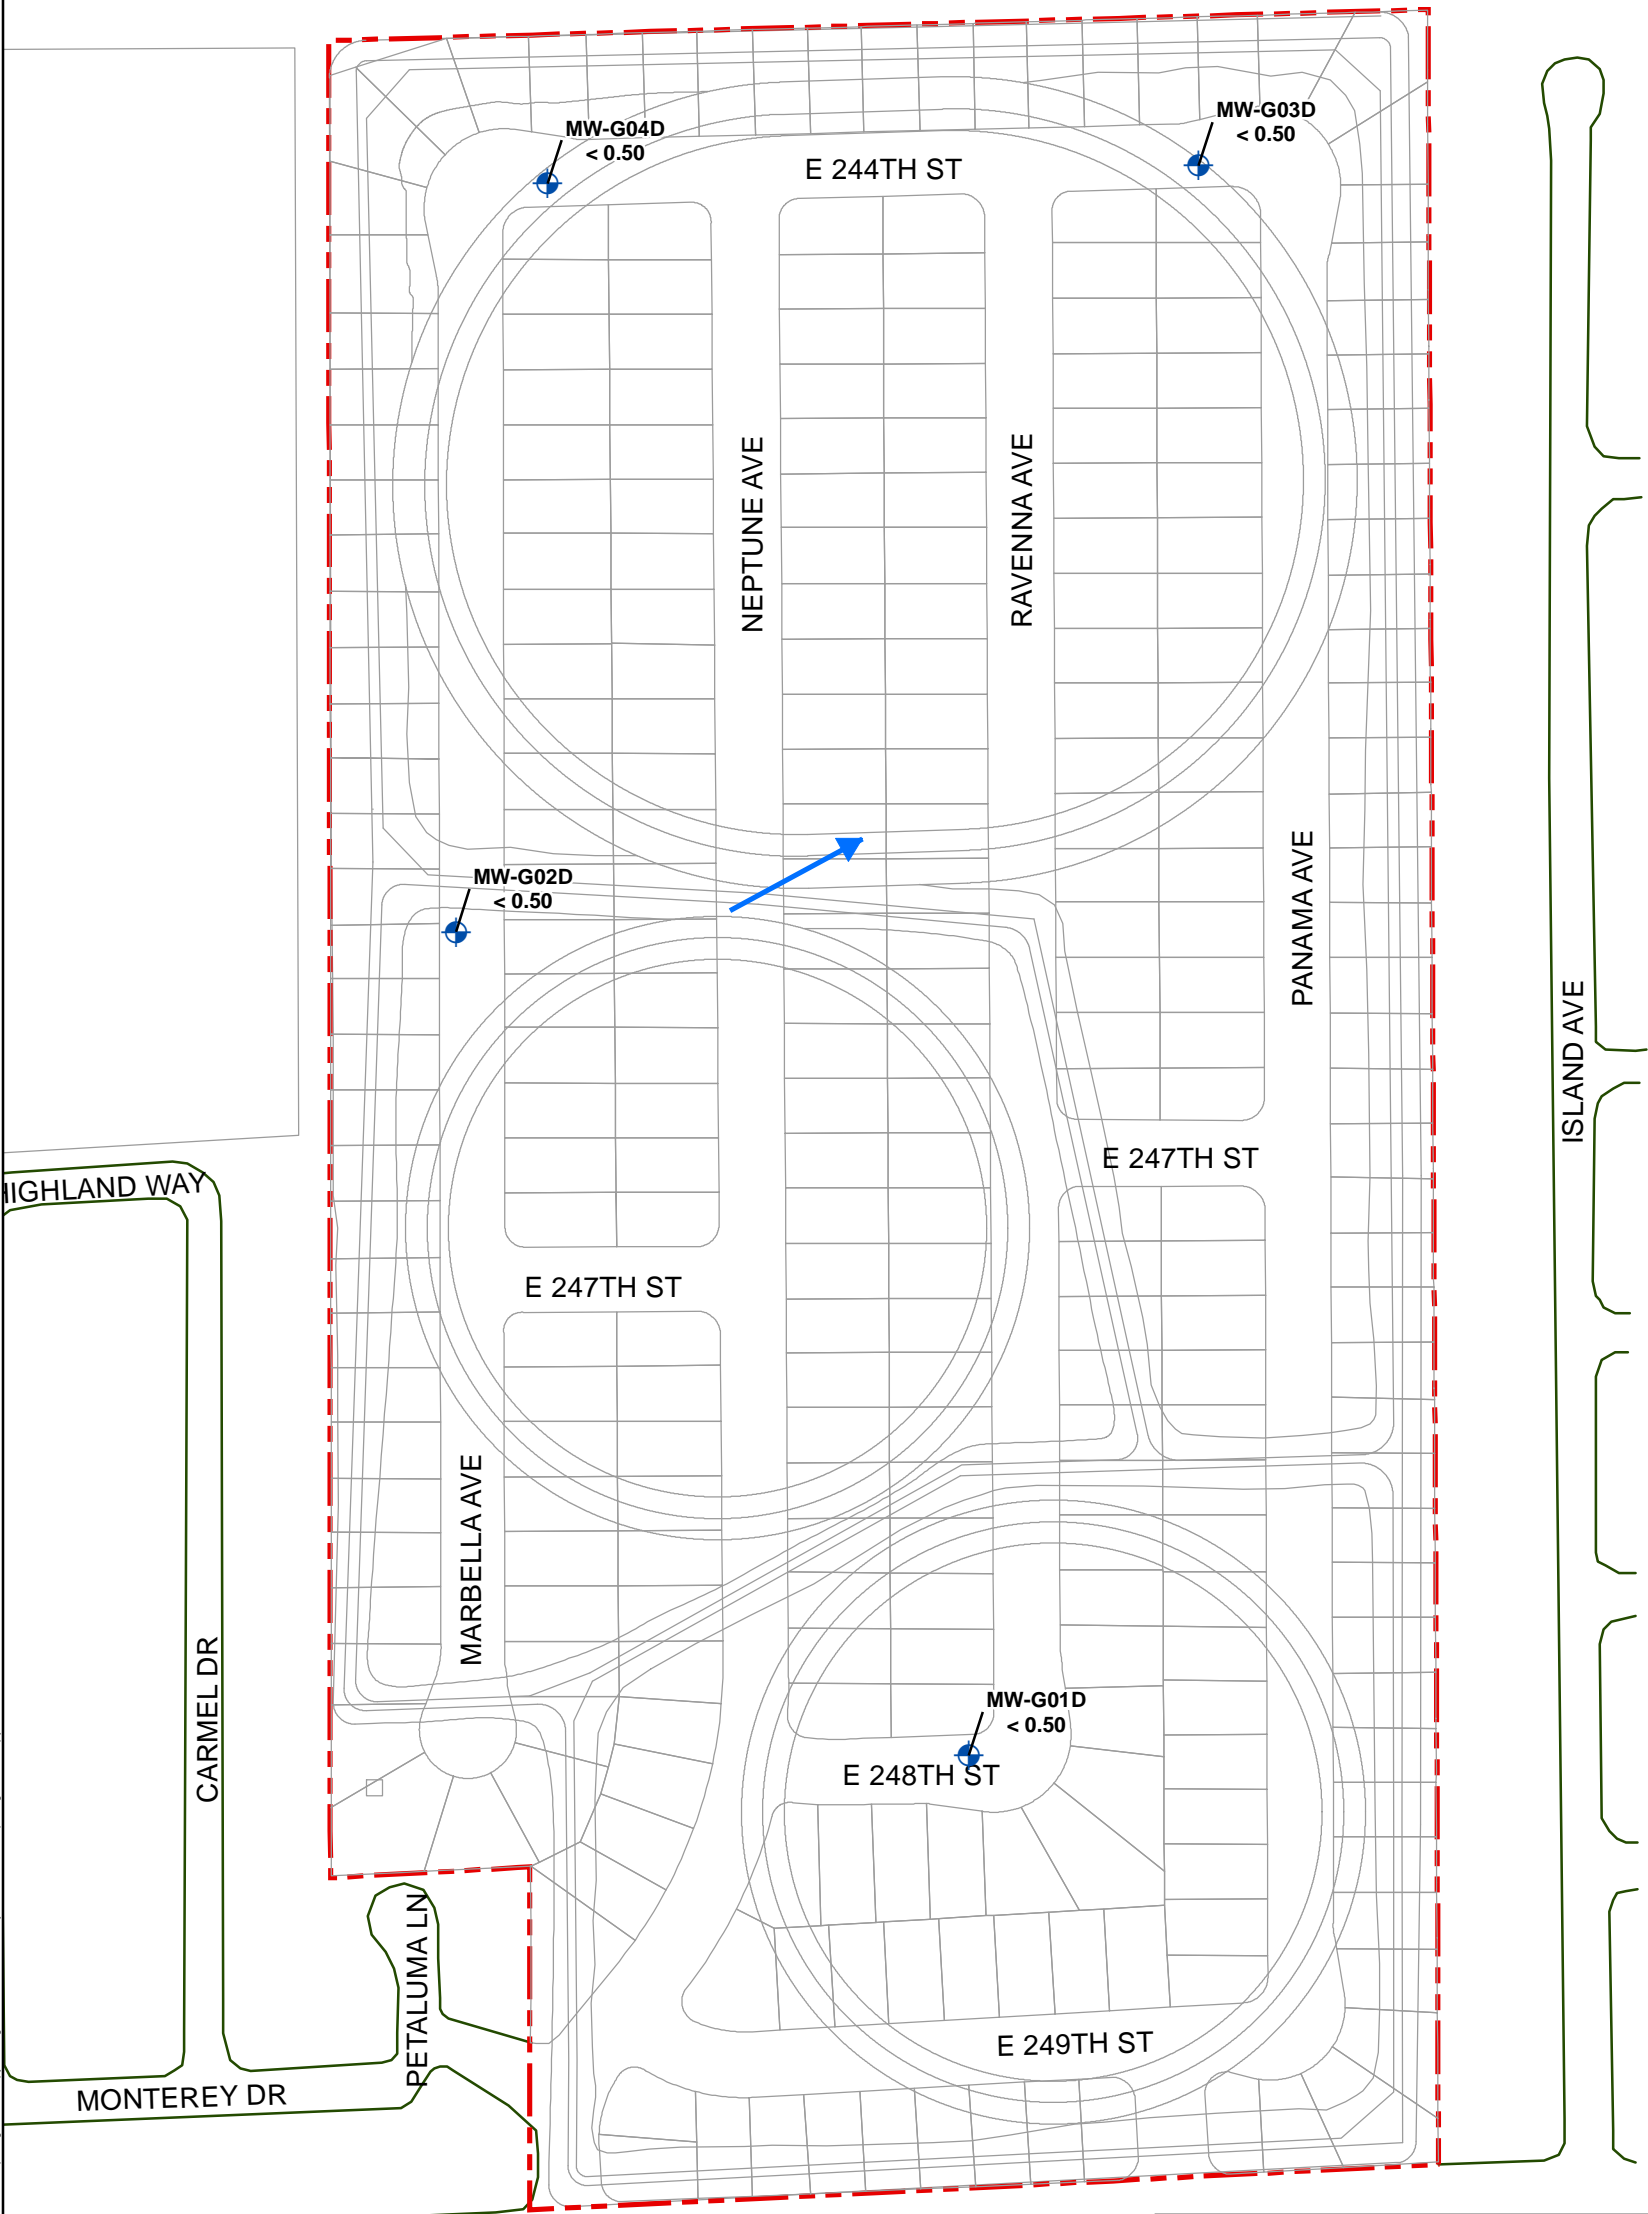 MW-G04D
< 0.50
MW-G03D
< 0.50
E 244TH ST
NEPTUNE AVE
RAVENNA AVE
MW-G02D
< 0.50
PANAMA AVE
ISLAND AVE
E 247TH ST
HIGHLAND WAY
E 247TH ST
MARBELLA AVE
CARMEL DR
MW-G01D
< 0.50
E 248TH ST
PETALUMA LN
E 249TH ST
MONTEREY DR